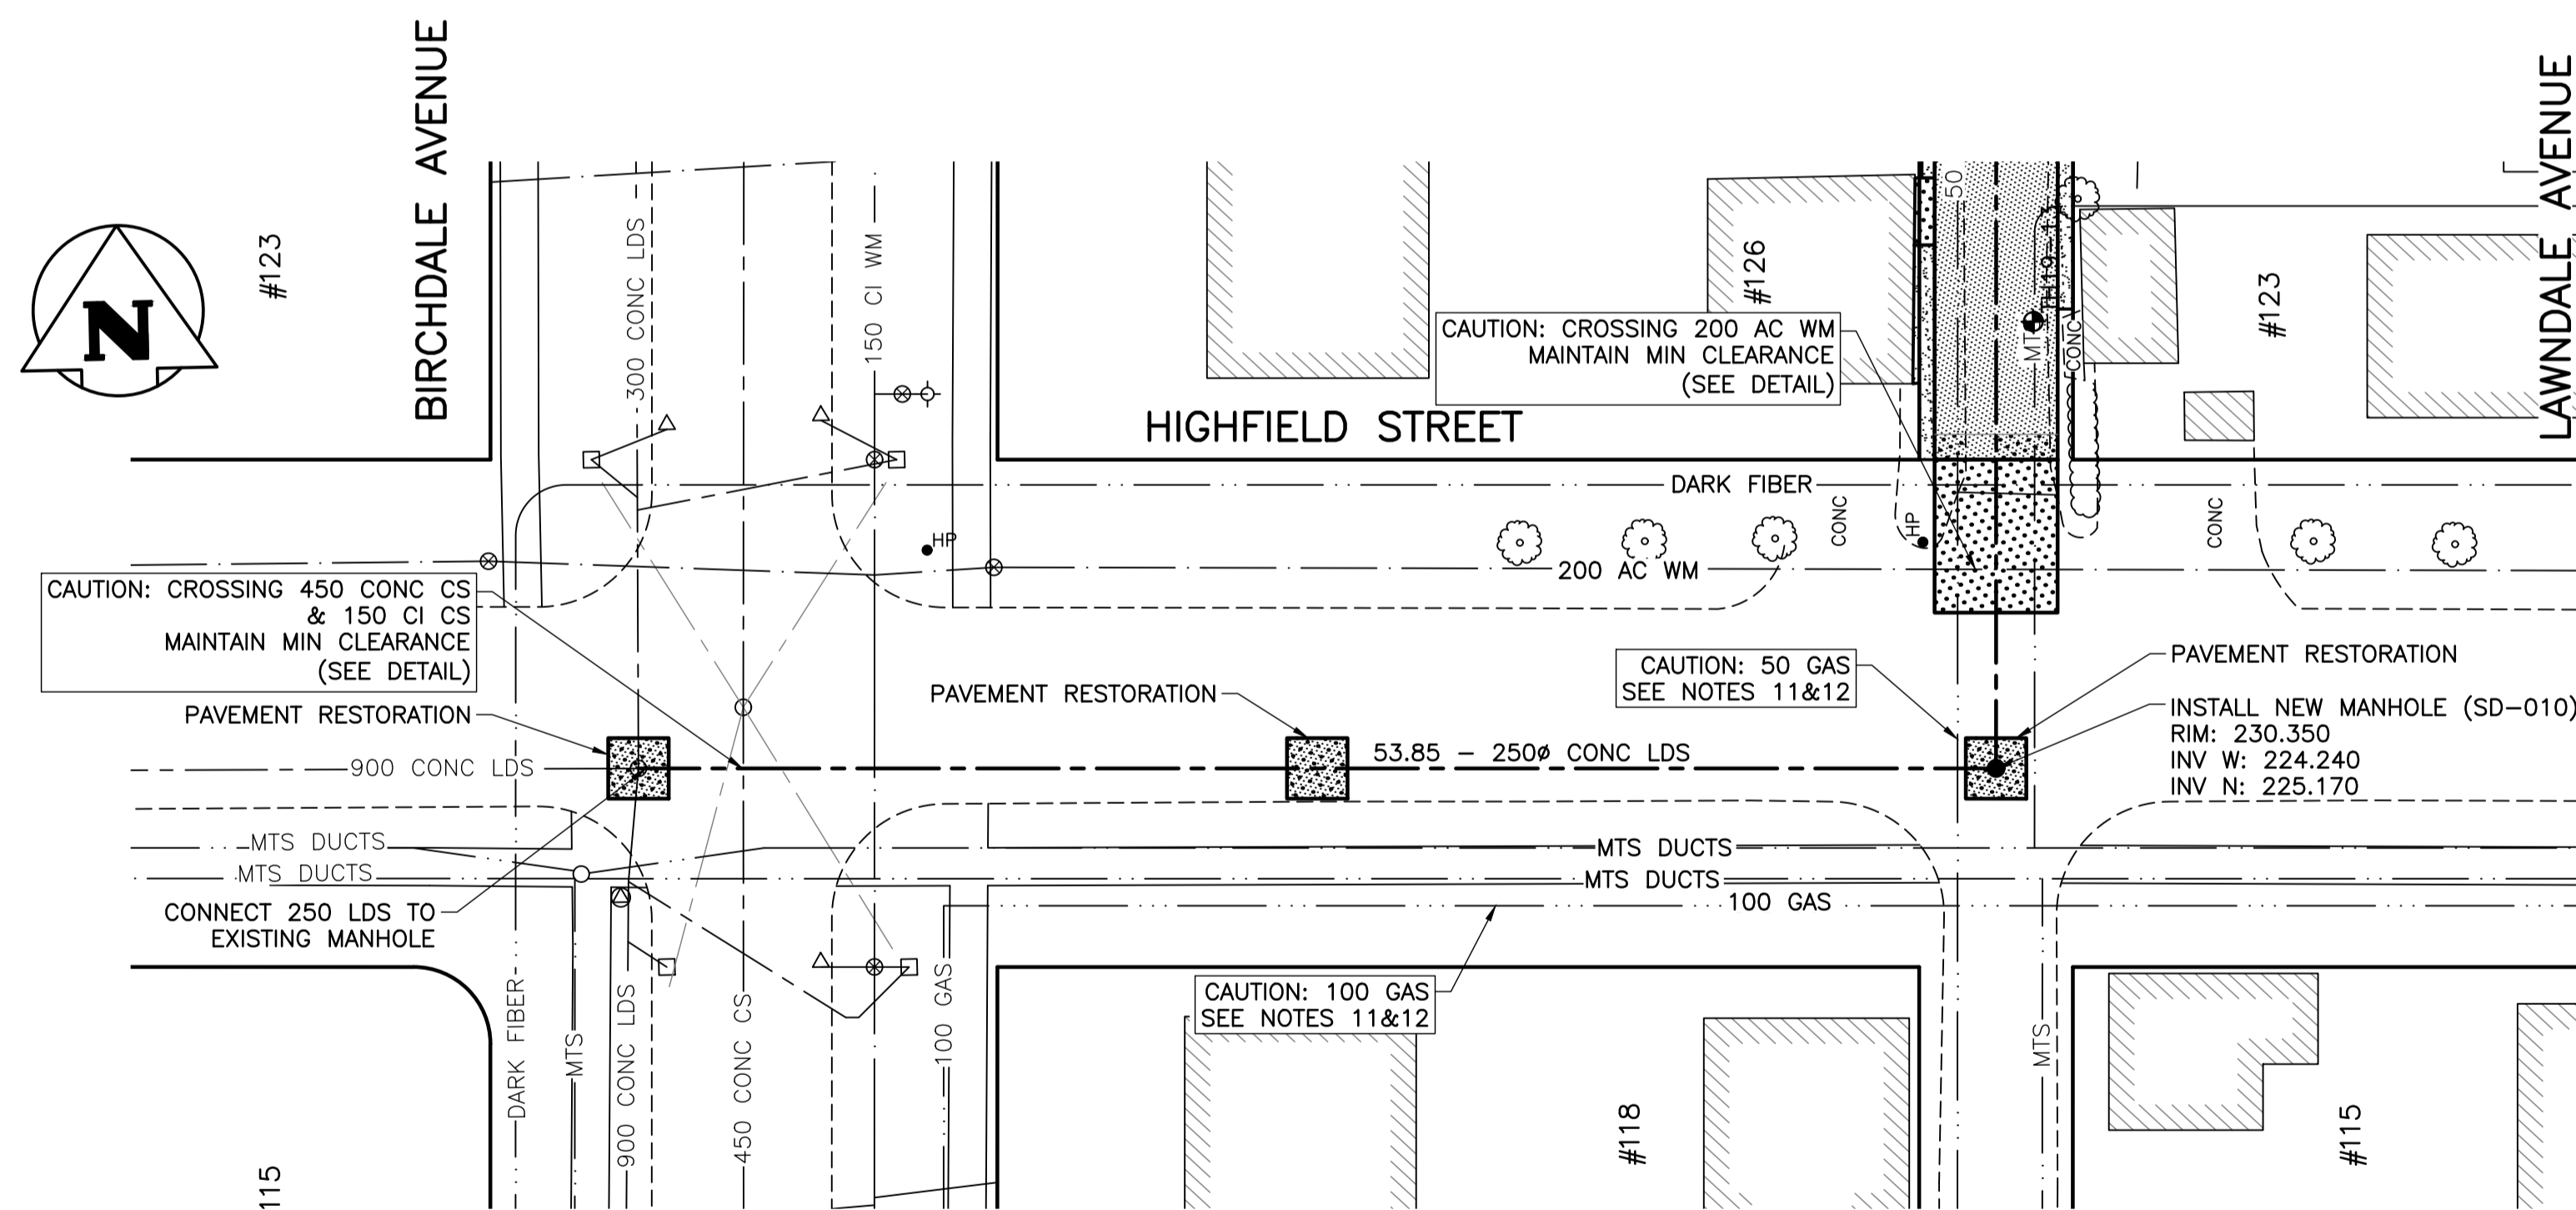 BIRCHDALE AVENUE
LAWNDALE AVENUE
N
#123
300 CONC LDS
150 CI WM
#126
50
TH19-13
MTS
CONC
#123
CAUTION: CROSSING 200 AC WM
MAINTAIN MIN CLEARANCE
(SEE DETAIL)
HIGHFIELD STREET
DARK FIBER
CONC
HP
CONC
HP
200 AC WM
CAUTION: CROSSING 450 CONC CS
& 150 CI CS
MAINTAIN MIN CLEARANCE
(SEE DETAIL)
CAUTION: 50 GAS
SEE NOTES 11&12
PAVEMENT RESTORATION
PAVEMENT RESTORATION
PAVEMENT RESTORATION
INSTALL NEW MANHOLE (SD-010)
RIM: 230.350
INV W: 224.240
INV N: 225.170
53.85 - 250ø CONC LDS
900 CONC LDS
MTS DUCTS
MTS DUCTS
MTS DUCTS
MTS DUCTS
100 GAS
CONNECT 250 LDS TO
EXISTING MANHOLE
DARK FIBER
MTS
900 CONC LDS
450 CONC CS
100 GAS
CAUTION: 100 GAS
SEE NOTES 11&12
MTS
115
#118
#115